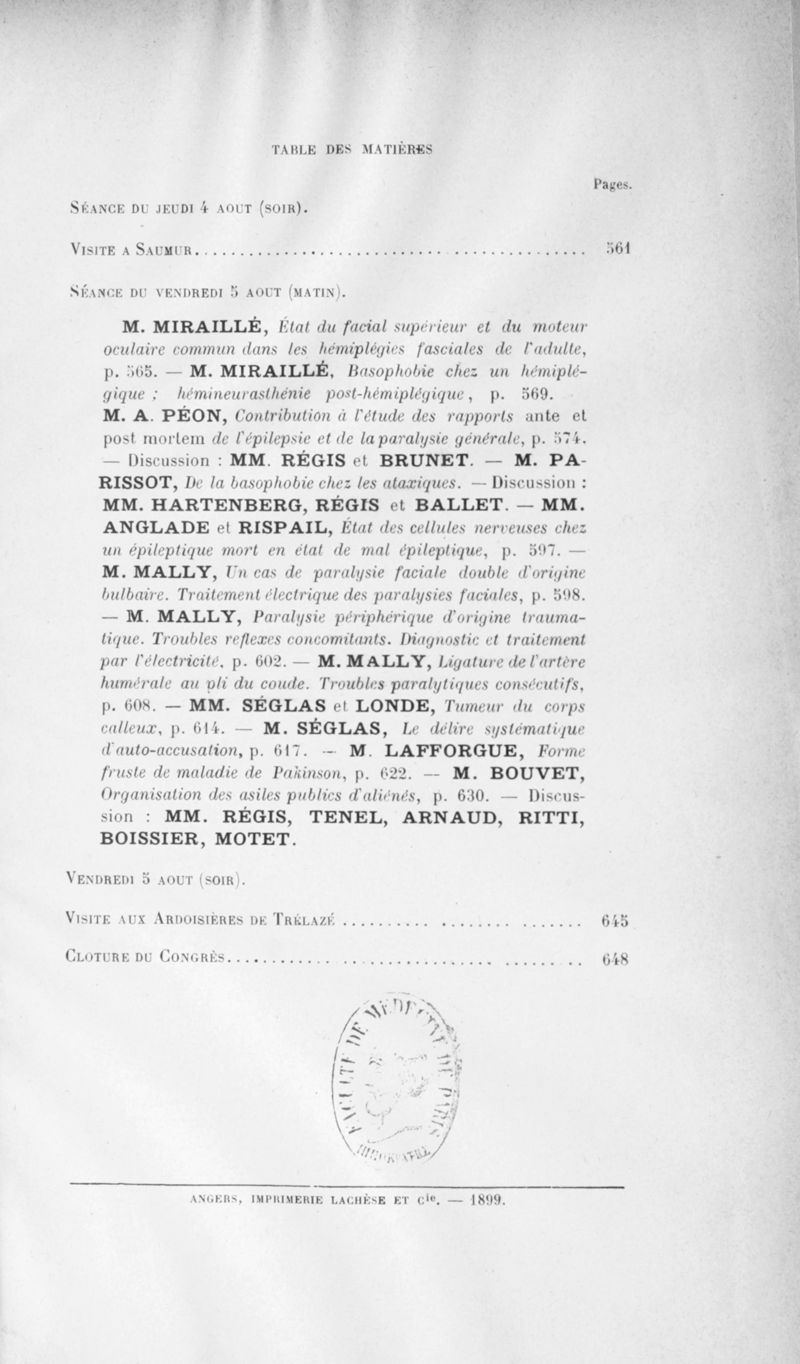 TABLE DES MATIÈRES
Pages.
SÉANCE DU JEUDI 4 AOUT (SOIR).
VISITE A SAUMUR........................................... 561
SÉANCE DU VENDREDI 5 AOUT (MATIN).
M. MIRAILLÉ, État du facial supérieur et du moteur
oculaire commun dans les hémiplégies fasciales de l'adulte,
p. 565. — M. MIRAILLÉ, Basophobie chez un hémiplé-
gique ; hémineurasthénie post-hémiplégique, p. 569.
M. A. PÉON, Contribution à l'étude des rapports ante et
post mortem de l'épilepsie et de la paralysie générale, p. 574.
— Discussion : MM. RÉGIS et BRUNET. — M. PA-
RISSOT, De la basophobie chez les ataxiques. — Discussion :
MM. HARTENBERG, RÉGIS et BALLET. — MM.
ANGLADE et RISPAIL, État des cellules nerveuses chez
un épileptique mort en état de mal épileptique, p. 597. —
M. MALLY, Un cas de paralysie faciale double d'origine
bulbaire. Traitement électrique des paralysies faciales, p. 598.
— M. MALLY, Paralysie périphérique d'origine trauma-
tique. Troubles reflexes concomitants. Diagnostic et traitement
par l'électricité, p. 602. — M. MALLY, Ligature de l'artère
humérale au pli du coude. Troubles paralytiques consécutifs,
p. 608. — MM. SÉGLAS et LONDE, Tumeur du corps
calleux, p. 614. — M. SÉGLAS, Le délire systématique
d'auto-accusation, p. 617. — M. LAFFORGUE, Forme
fruste de maladie de Pakinson, p. 622. — M. BOUVET,
Organisation des asiles publics d'aliénés, p. 630. — Discus-
sion : MM. RÉGIS, TENEL, ARNAUD, RITTI,
BOISSIER, MOTET.
VENDREDI 5 AOUT (SOIR).
VISITE AUX ARDOISIÈRES DE TRÉLAZÉ .......................... 645
CLOTURE DU CONGRÈS....................................... 648
ANGERS, IMPRIMERIE LACHÈSE ET Cie. — 1899.